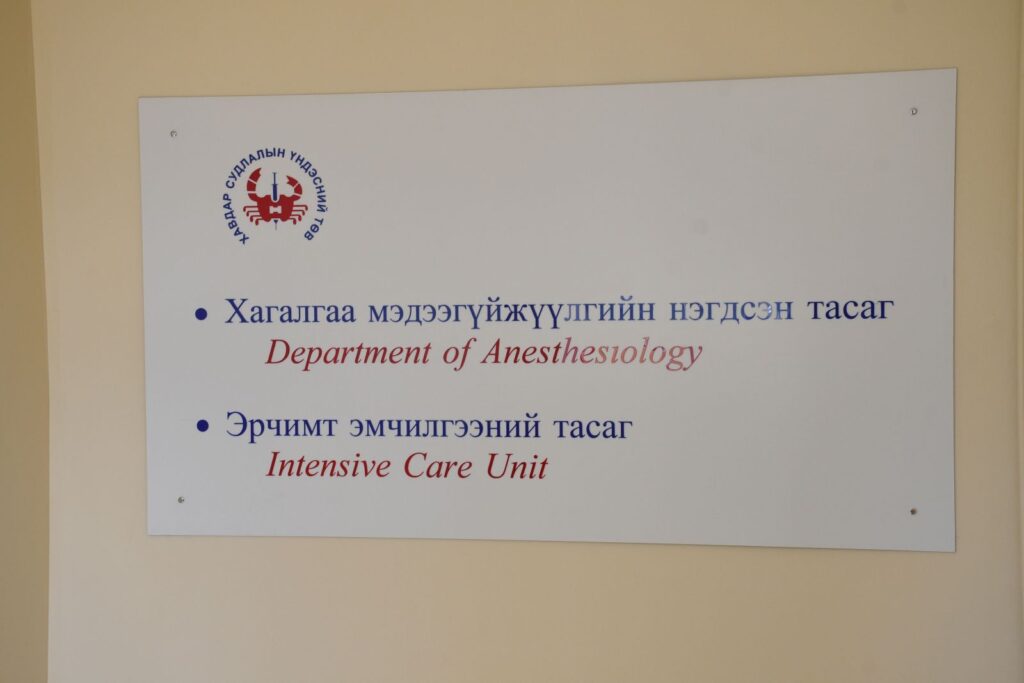 ХАВДАР СУДЛАЛЫН ҮНДЭСНИЙ ТӨВ
• Хагалгаа мэдээгүйжүүлгийн нэгдсэн тасаг
Department of Anesthesiology
• Эрчимт эмчилгээний тасаг
Intensive Care Unit